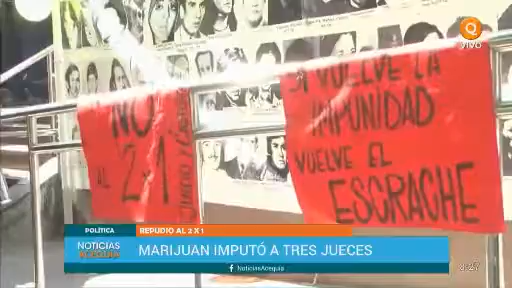 VIVO
NO
AL 2x1
SI VUELVE LA
IMPUNIDAD
VUELVE EL
ESCRACHE
POLÍTICA
REPUDIO AL 2 X 1
NOTICIAS
ACEQUIA
MARIJUAN IMPUTÓ A TRES JUECES
f NoticiasAcequia